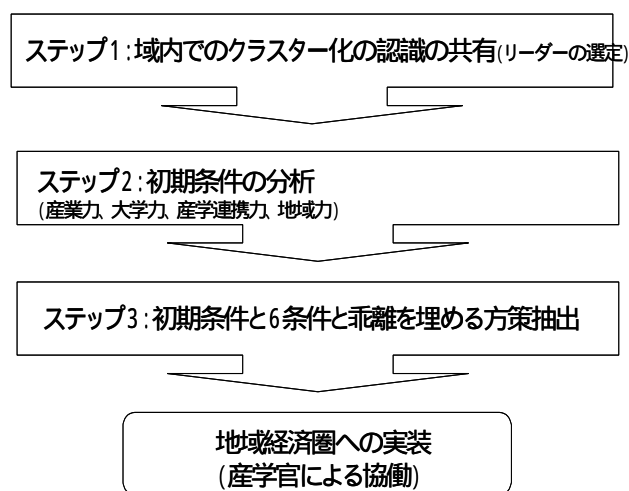 ステップ1:域内でのクラスター化の認識の共有(リーダーの選定)
ステップ2:初期条件の分析
(産業力、大学力、産学連携力、地域力)
ステップ3:初期条件と6条件と乖離を埋める方策抽出
地域経済圏への実装
(産学官による協働)